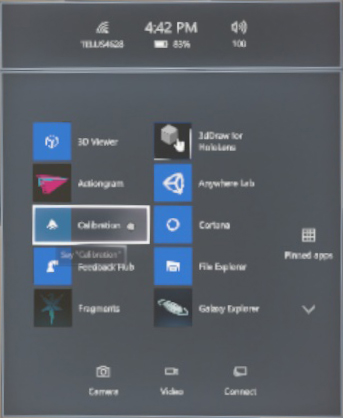 4:42 PM
83%
100
3D Viewer
3dDraw for
HoloLens
Actiongram
Anywhere Lab
Calibration
Cortana
Say "Calibration"
Feedback Hub
File Explorer
Pinned apps
Fragments
Galaxy Explorer
Camera
Video
Connect